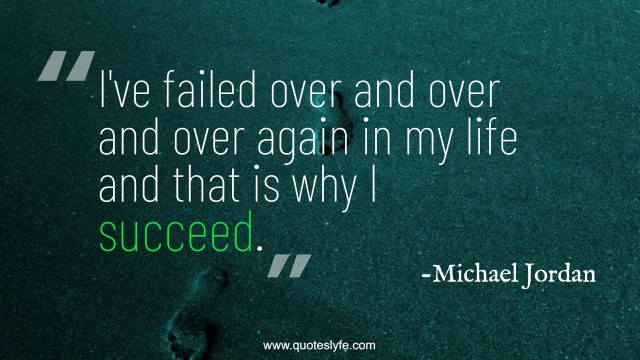 "
I've failed over and over
and over again in my life
and that is why I
succeed.
"
-Michael Jordan
www.quoteslyfe.com